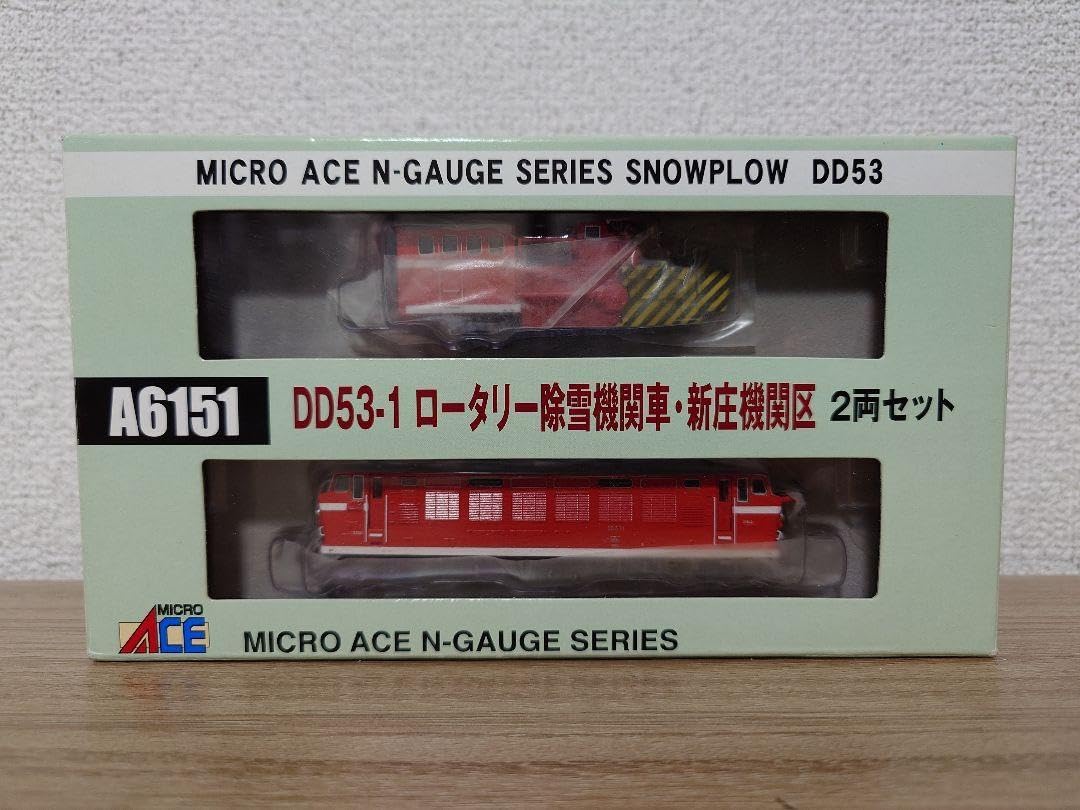 MICRO ACE N-GAUGE SERIES SNOWPLOW DD53
A6151 DD53-1 ロータリー除雪機関車・新庄機関区 2両セット
MICRO ACE
MICRO ACE N-GAUGE SERIES